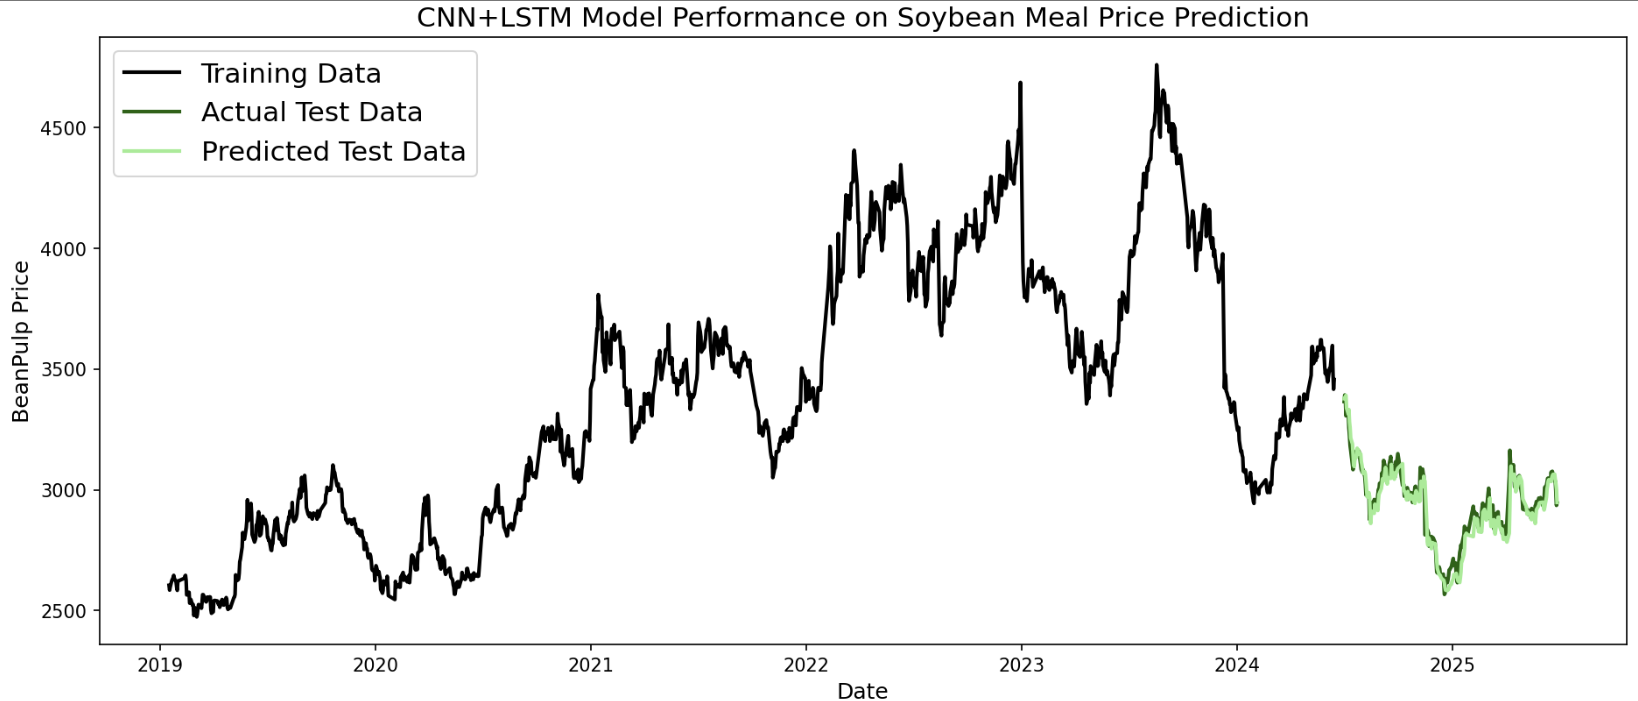 CNN+LSTM Model Performance on Soybean Meal Price Prediction
Training Data
Actual Test Data
Predicted Test Data
BeanPulp Price
4500
4000
3500
3000
2500
2019 2020 2021 2022 2023 2024 2025
Date